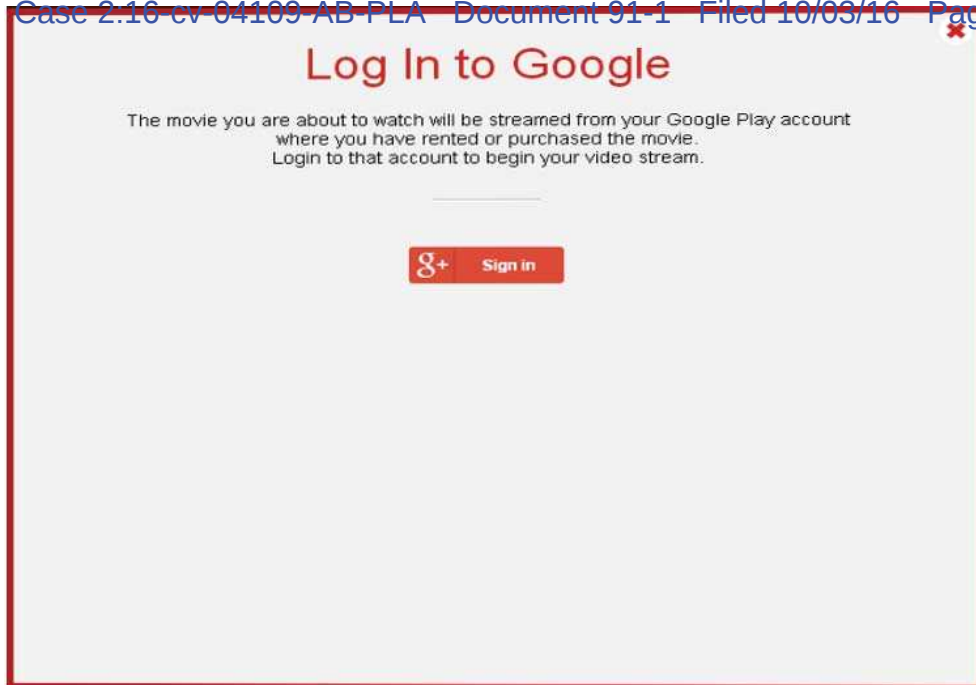 Case 2:16-cv-04109-AB-PLA Document 91-1 Filed 10/03/16 Pag
Log In to Google
The movie you are about to watch will be streamed from your Google Play account
where you have rented or purchased the movie.
Login to that account to begin your video stream.
g+ Sign in